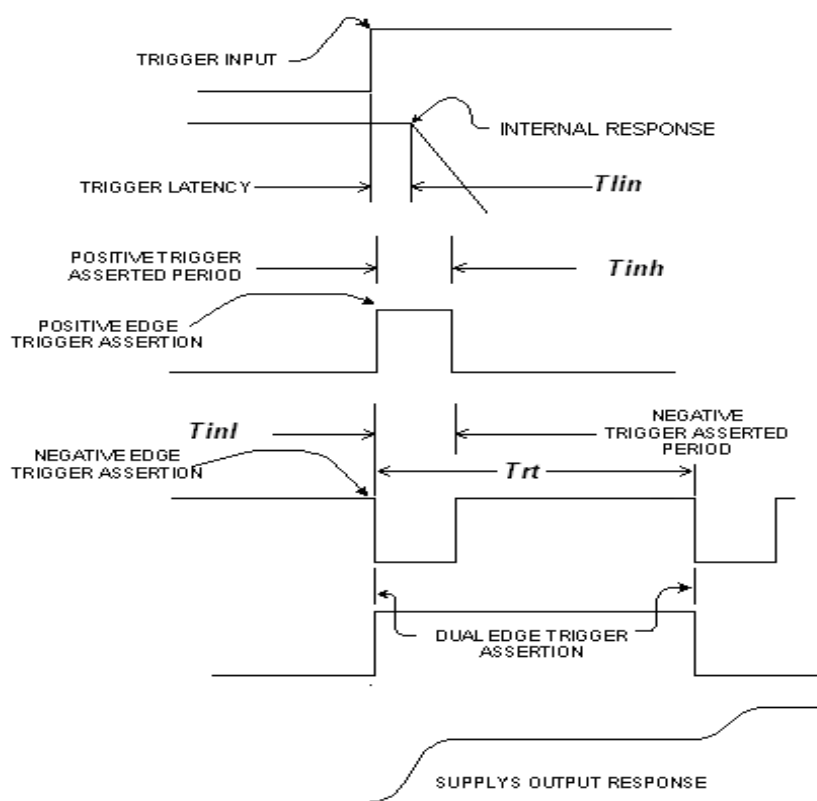 TRIGGER INPUT
INTERNAL RESPONSE
TRIGGER LATENCY
Tlin
POSITIVE TRIGGER
ASSERTED PERIOD
Tinh
POSITIVE EDGE
TRIGGER ASSERTION
Tinl
NEGATIVE
TRIGGER ASSERTED
PERIOD
NEGATIVE EDGE
TRIGGER ASSERTION
Trt
DUAL EDGE TRIGGER
ASSERTION
SUPPLYS OUTPUT RESPONSE